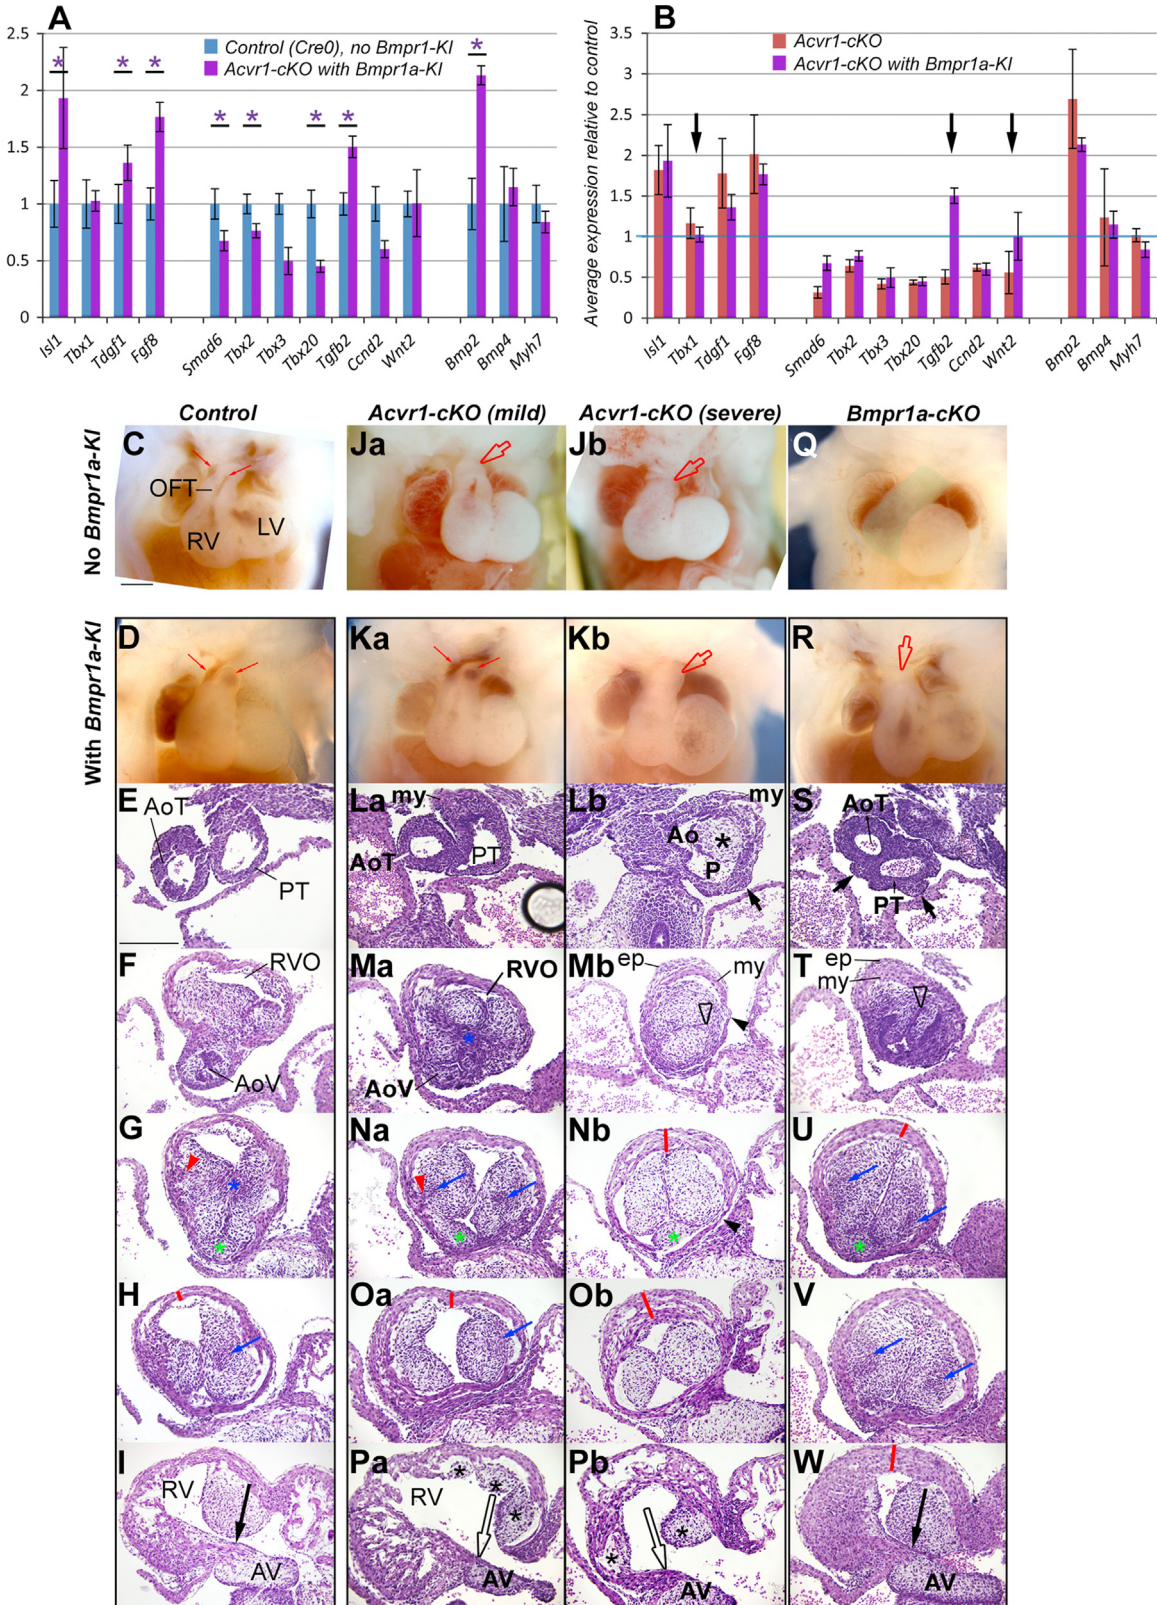 A
2.5
2
1.5
1
0.5
0
Control (Cre0), no Bmpr1-KI
Acvr1-cKO with Bmpr1a-KI
* * * * * * * *
Isl1 Tbx1 Tdgf1 Fgf8 Smad6 Tbx2 Tbx3 Tbx20 Tgfb2 Ccnd2 Wnt2 Bmp2 Bmp4 Myh7
B
Average expression relative to control
3.5
3
2.5
2
1.5
1
0.5
0
Acvr1-cKO
Acvr1-cKO with Bmpr1a-KI
Isl1 Tbx1 Tdgf1 Fgf8 Smad6 Tbx2 Tbx3 Tbx20 Tgfb2 Ccnd2 Wnt2 Bmp2 Bmp4 Myh7
Control Acvr1-cKO (mild) Acvr1-cKO (severe) Bmpr1a-cKO
No Bmpr1a-KI
C OFT RV LV
Ja
Jb
Q
With Bmpr1a-KI
D
Ka
Kb
R
E AoT PT
La my AoT PT
Lb my Ao * P
S AoT PT
F RVO AoV
Ma RVO * AoV
Mb ep my
T ep my
G * *
Na *
Nb *
U *
H
Oa
Ob
V
I RV AV
Pa RV * * * AV
Pb * * AV
W AV